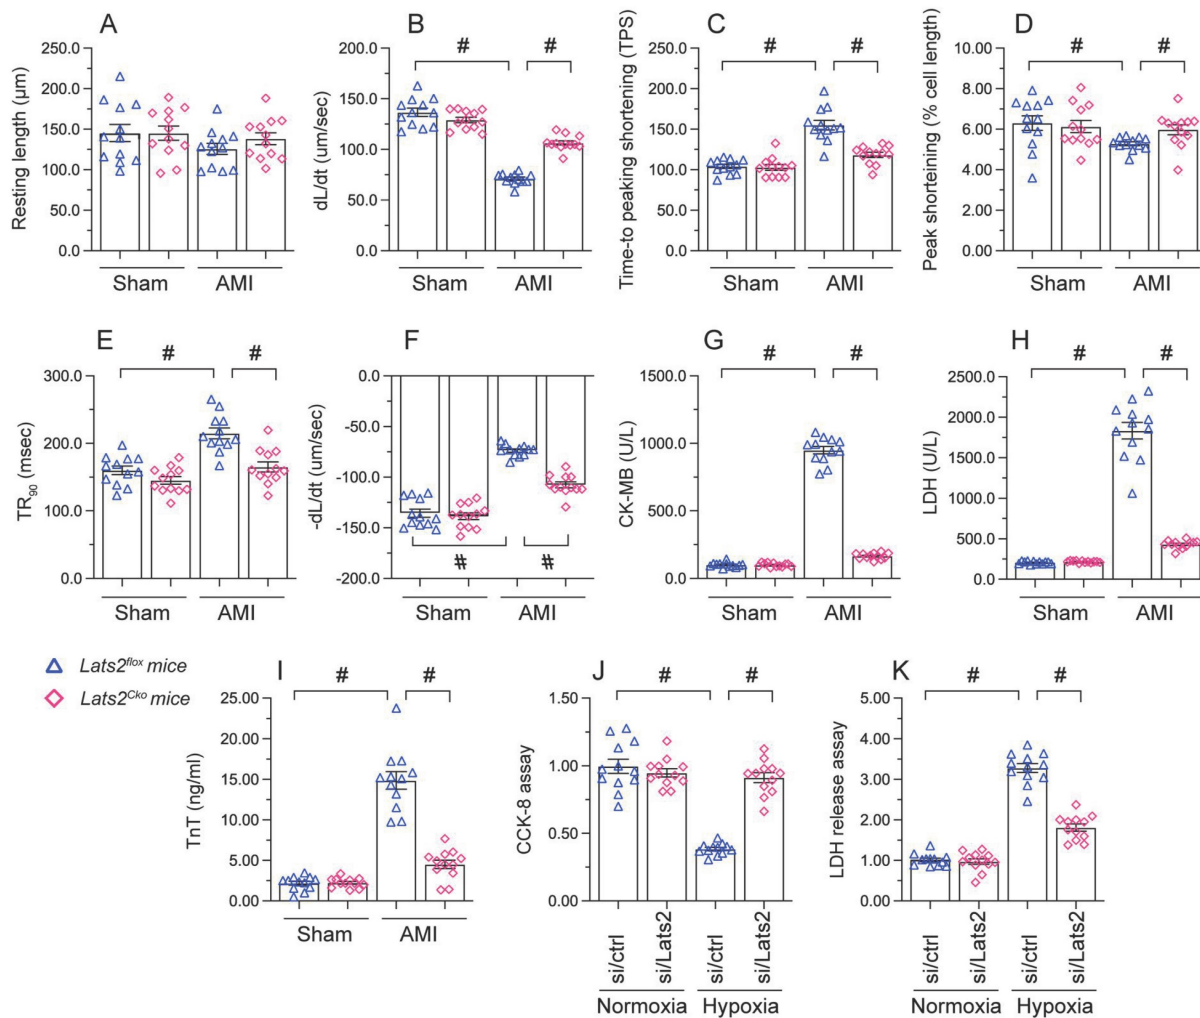 A
Resting length (μm)
250.0
200.0
150.0
100.0
50.0
0.0
Sham
AMI
B
dL/dt (um/sec)
200.0
150.0
100.0
50.0
0.0
#
#
Sham
AMI
C
Time-to peaking shortening (TPS)
250.0
200.0
150.0
100.0
50.0
0.0
#
#
Sham
AMI
D
Peak shortening (% cell length)
10.00
8.00
6.00
4.00
2.00
0.00
#
#
Sham
AMI
E
TR90 (msec)
300.0
200.0
100.0
0.0
#
#
Sham
AMI
F
-dL/dt (um/sec)
0.0
-50.0
-100.0
-150.0
-200.0
#
#
Sham
AMI
G
CK-MB (U/L)
1500.0
1000.0
500.0
0.0
#
#
Sham
AMI
H
LDH (U/L)
2500.0
2000.0
1500.0
1000.0
500.0
0.0
#
#
Sham
AMI
Lats2flox mice
Lats2Cko mice
I
TnT (ng/ml)
25.00
20.00
15.00
10.00
5.00
0.00
#
#
Sham
AMI
J
CCK-8 assay
1.50
1.00
0.50
0.00
#
#
si/ctrl
si/Lats2
si/ctrl
si/Lats2
Normoxia
Hypoxia
K
LDH release assay
5.00
4.00
3.00
2.00
1.00
0.00
#
#
si/ctrl
si/Lats2
si/ctrl
si/Lats2
Normoxia
Hypoxia